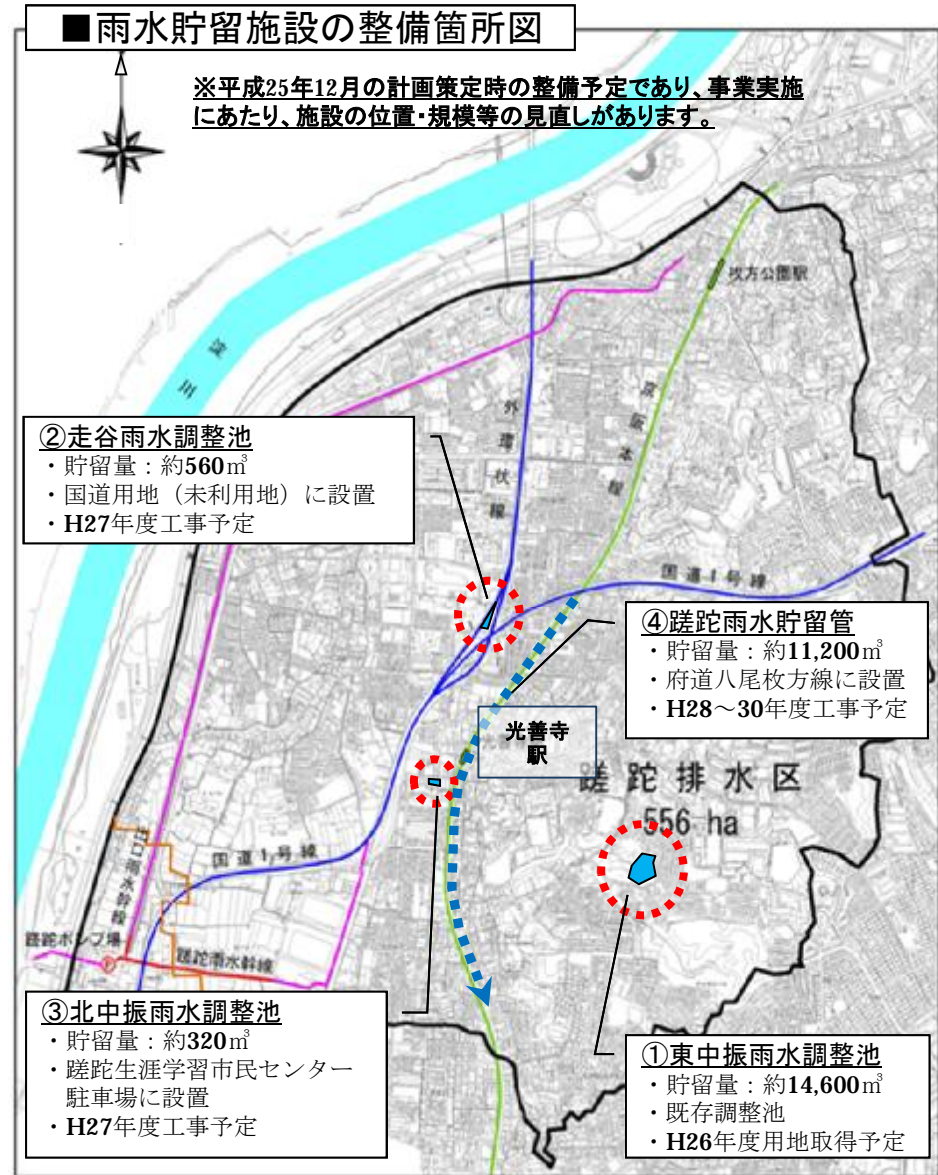 ■雨水貯留施設の整備箇所図
※平成25年12月の計画策定時の整備予定であり、事業実施
にあたり、施設の位置・規模等の見直しがあります。
枚方公園駅
淀川
外環状線
京阪本線
②走谷雨水調整池
・貯留量：約560㎥
・国道用地（未利用地）に設置
・H27年度工事予定
国道1号線
④蹉跎雨水貯留管
・貯留量：約11,200㎥
・府道八尾枚方線に設置
・H28～30年度工事予定
光善寺
駅
蹉跎排水区
556 ha
国道1号線
雨水幹線
蹉跎ポンプ場
蹉跎雨水幹線
③北中振雨水調整池
・貯留量：約320㎥
・蹉跎生涯学習市民センター
駐車場に設置
・H27年度工事予定
①東中振雨水調整池
・貯留量：約14,600㎥
・既存調整池
・H26年度用地取得予定